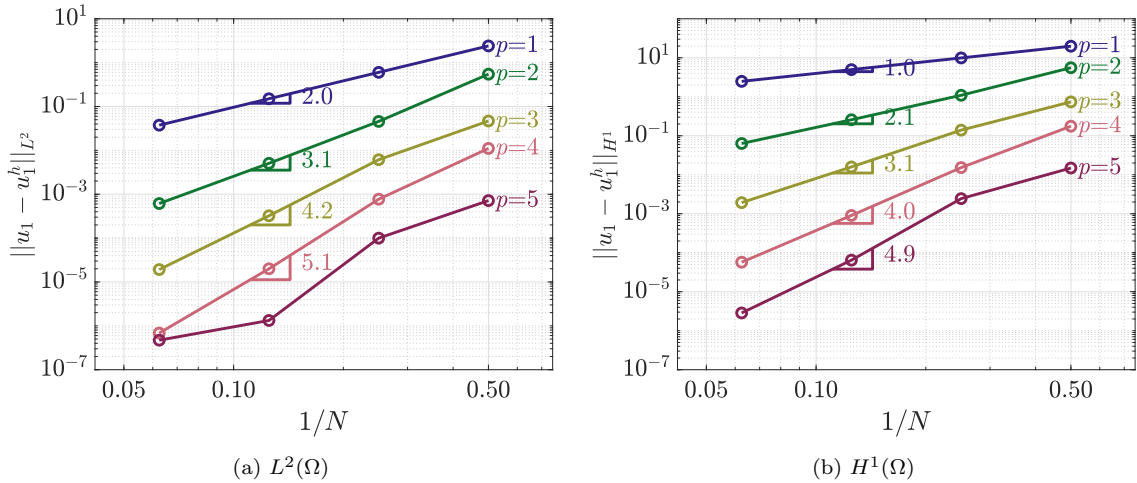 10^1
10^-1
10^-3
10^-5
10^-7
||u_1 − u_1^h||_{L^2}
p=1
p=2
p=3
p=4
p=5
2.0
3.1
4.2
5.1
0.05
0.10
0.50
1/N
(a) L^2(Ω)
10^1
10^-1
10^-3
10^-5
10^-7
||u_1 − u_1^h||_{H^1}
p=1
p=2
p=3
p=4
p=5
1.0
2.1
3.1
4.0
4.9
0.05
0.10
0.50
1/N
(b) H^1(Ω)